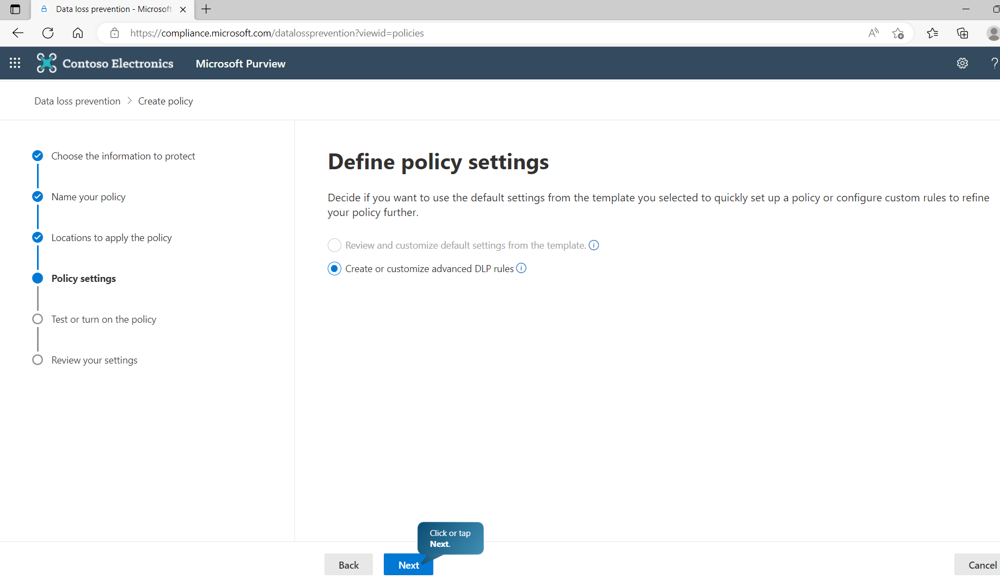 Data loss prevention - Microsoft
https://compliance.microsoft.com/datalossprevention?viewid=policies
Contoso Electronics
Microsoft Purview
?
Data loss prevention > Create policy
Choose the information to protect
Name your policy
Locations to apply the policy
Policy settings
Test or turn on the policy
Review your settings
Define policy settings
Decide if you want to use the default settings from the template you selected to quickly set up a policy or configure custom rules to refine
your policy further.
Review and customize default settings from the template.
Create or customize advanced DLP rules
Click or tap
Next.
Back
Next
Cancel